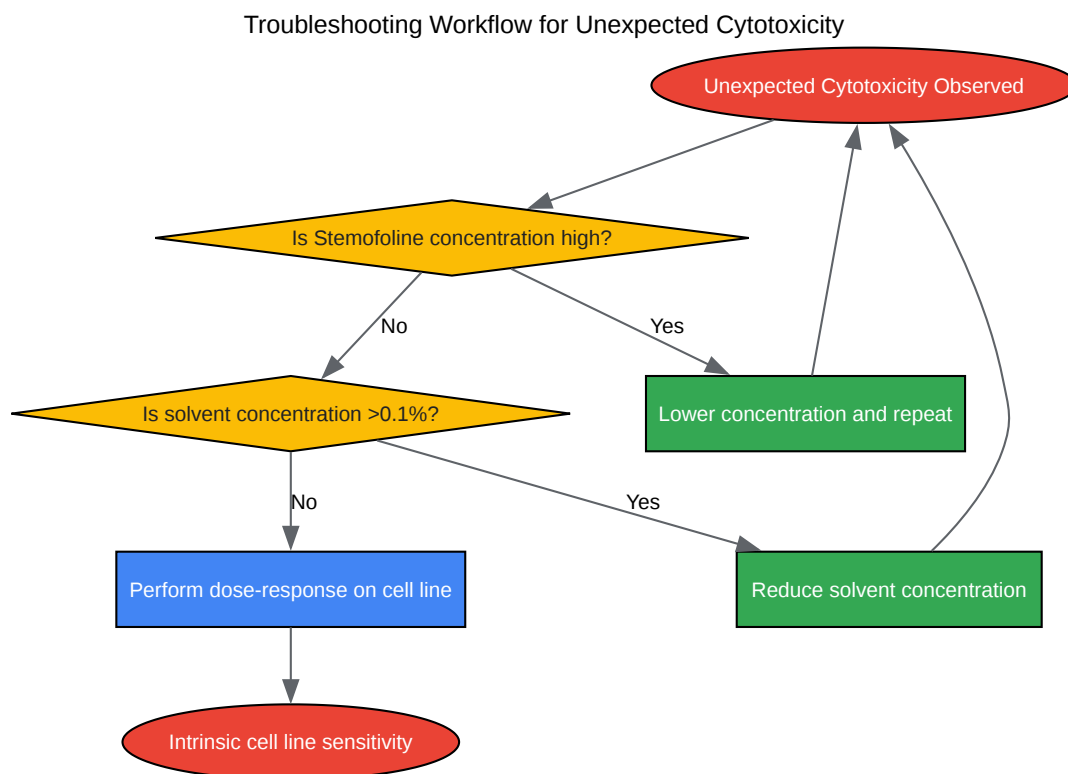 Troubleshooting Workflow for Unexpected Cytotoxicity
Unexpected Cytotoxicity Observed
Is Stemofoline concentration high?
No
Yes
Is solvent concentration >0.1%?
Lower concentration and repeat
No
Yes
Perform dose-response on cell line
Reduce solvent concentration
Intrinsic cell line sensitivity